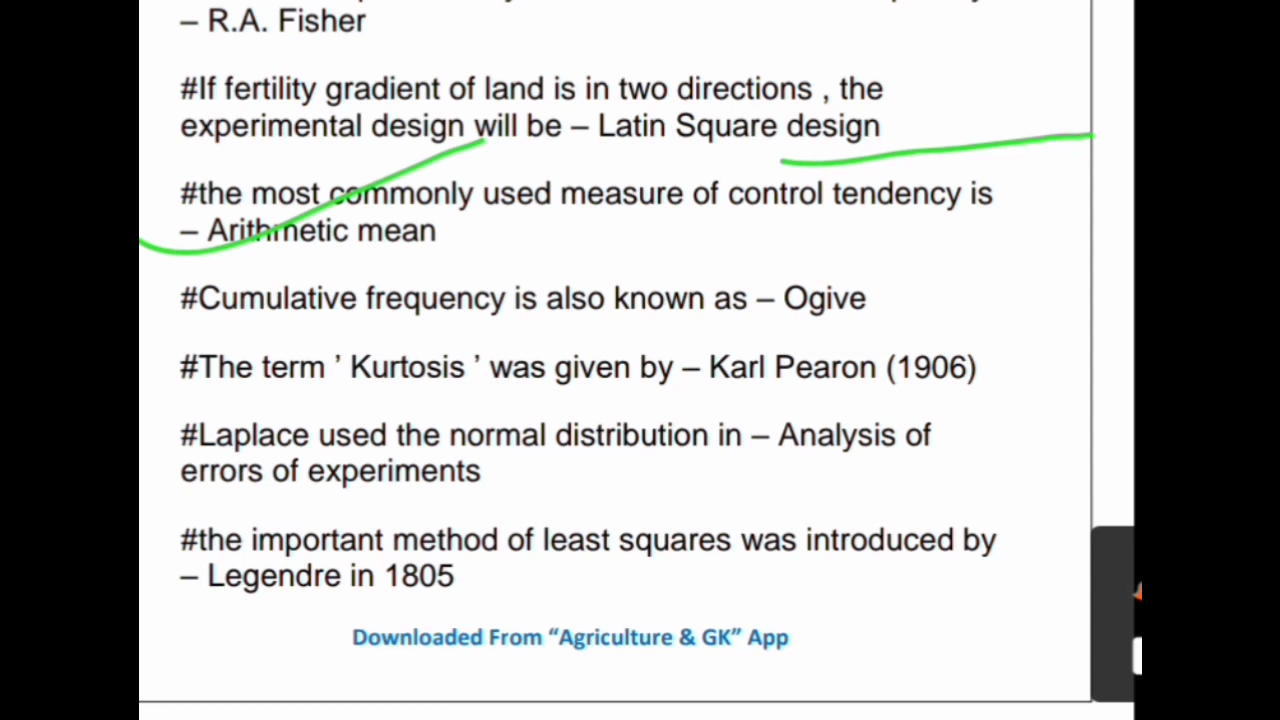 – R.A. Fisher
#If fertility gradient of land is in two directions , the
experimental design will be – Latin Square design
#the most commonly used measure of control tendency is
– Arithmetic mean
#Cumulative frequency is also known as – Ogive
#The term ’ Kurtosis ’ was given by – Karl Pearon (1906)
#Laplace used the normal distribution in – Analysis of
errors of experiments
#the important method of least squares was introduced by
– Legendre in 1805
Downloaded From “Agriculture & GK” App